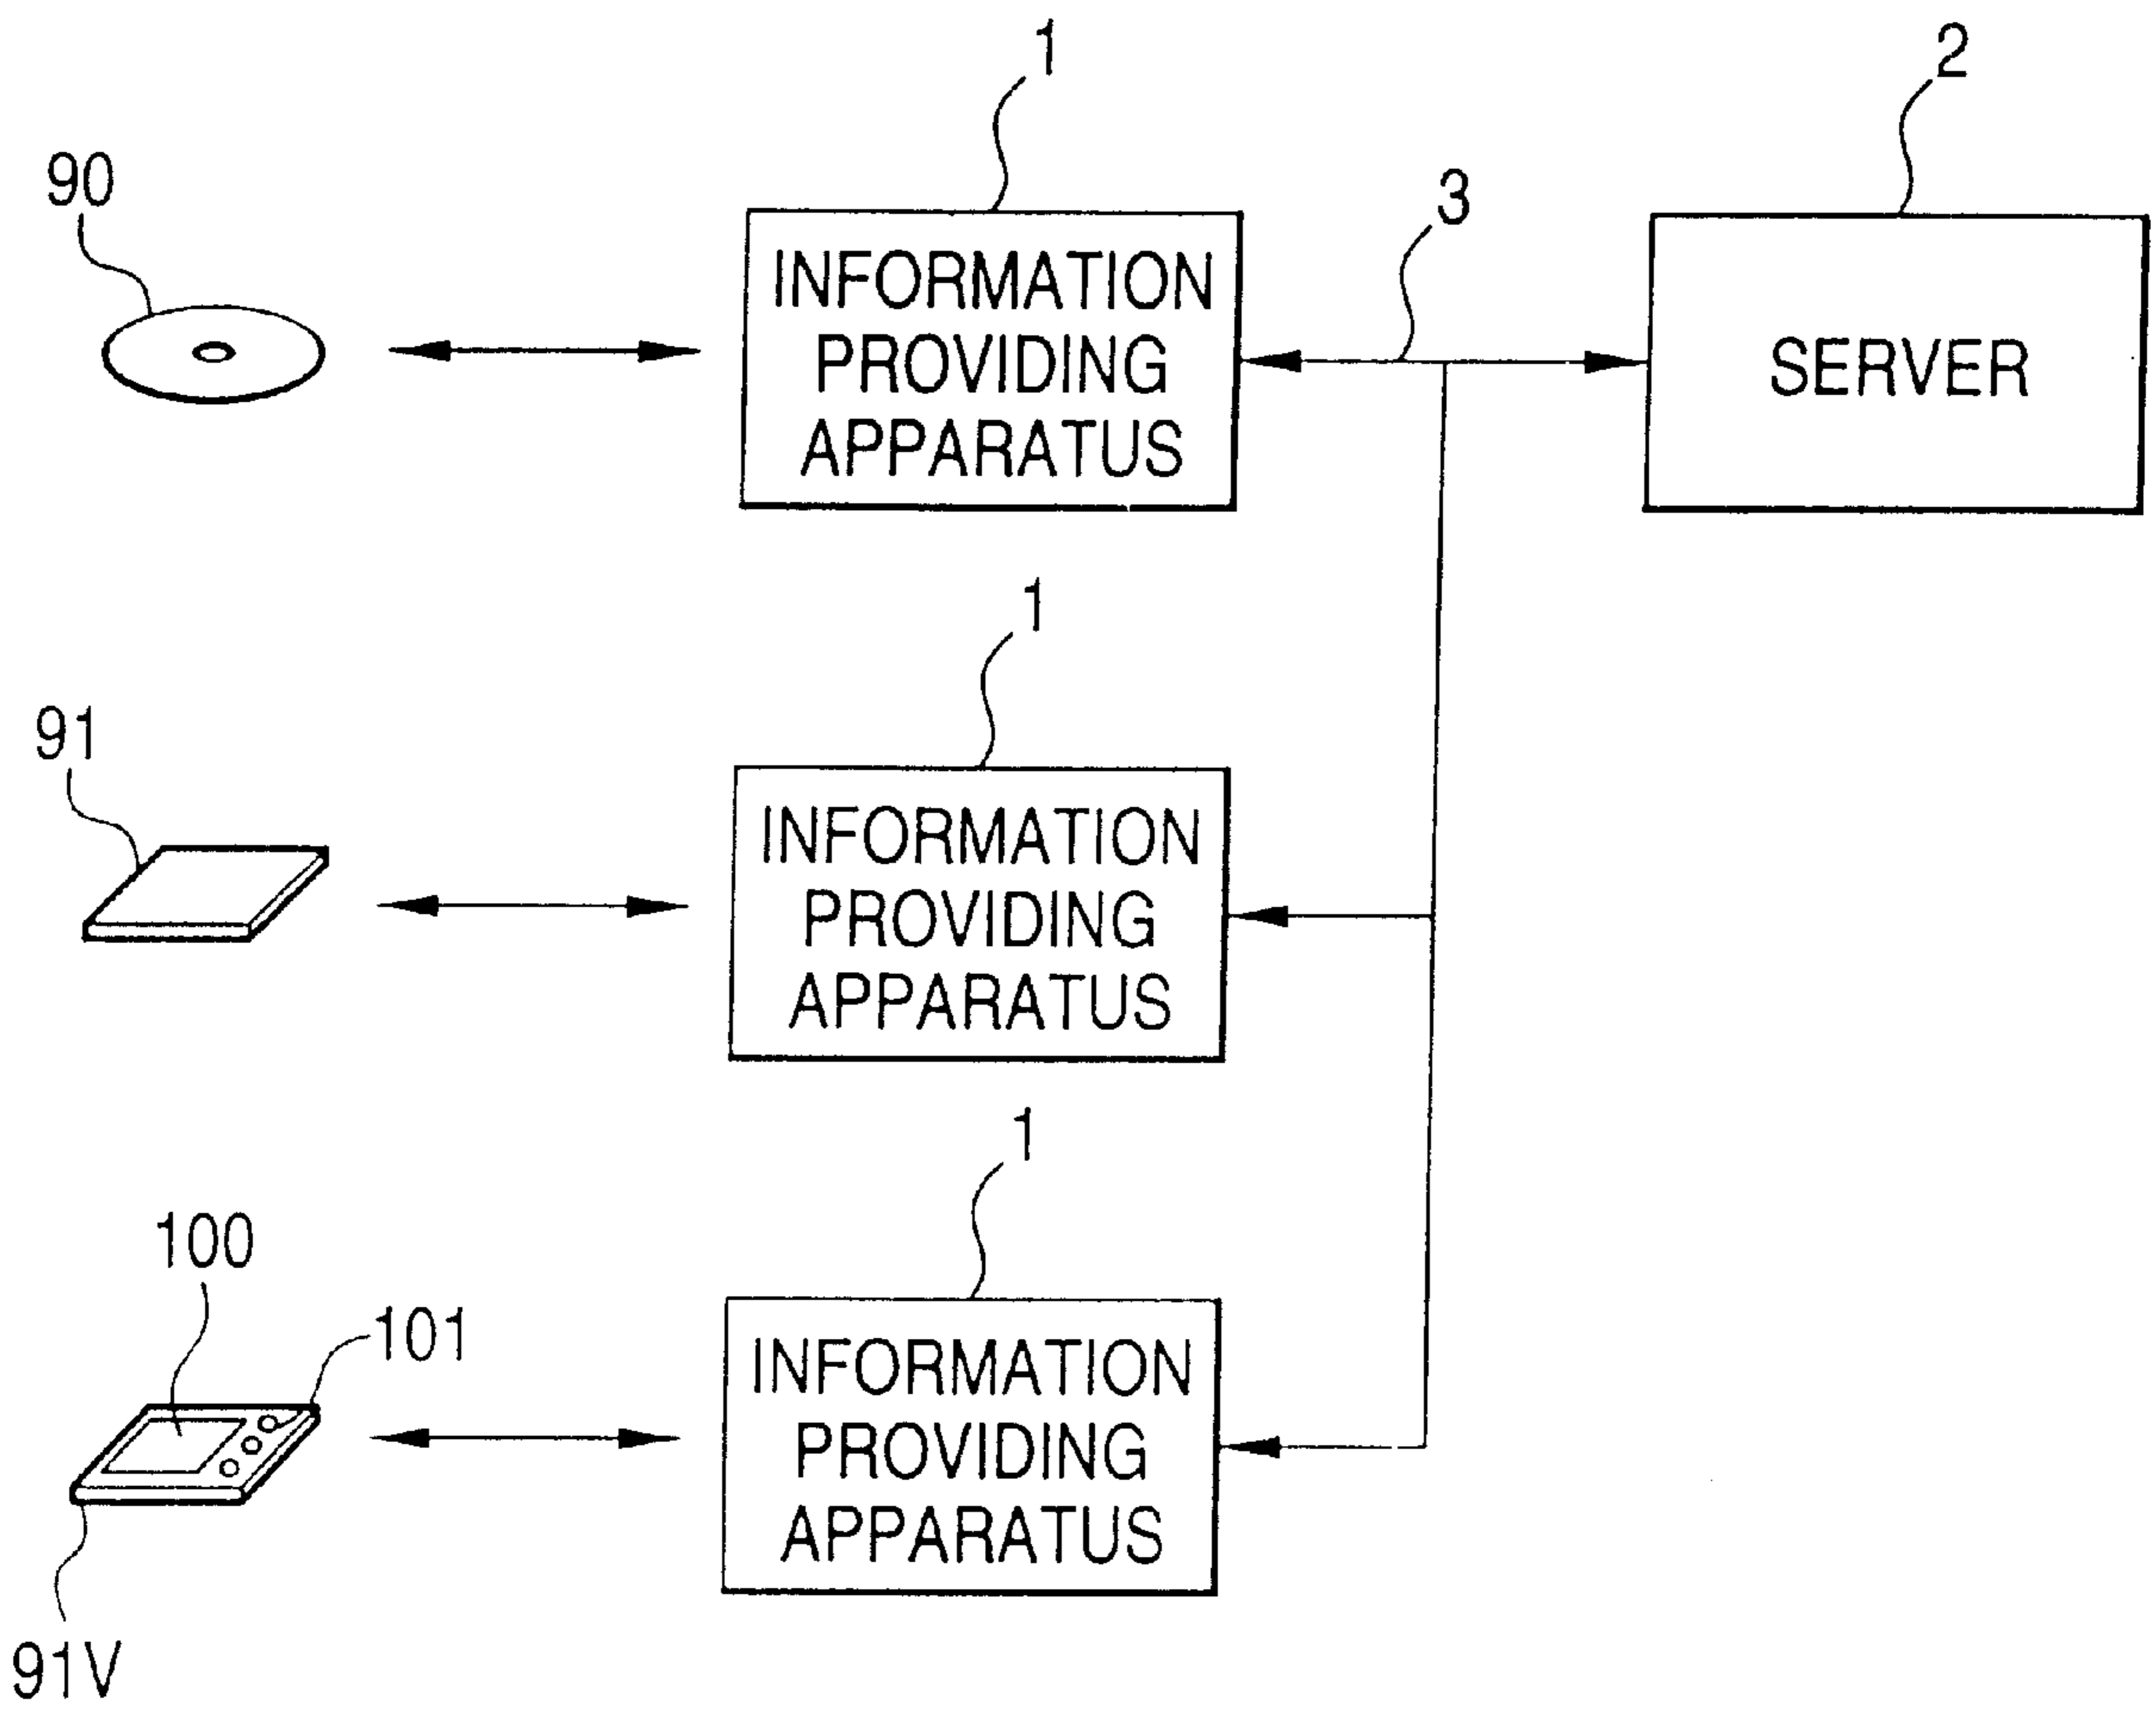 1
2
90
3
INFORMATION
PROVIDING
APPARATUS
SERVER
1
91
INFORMATION
PROVIDING
APPARATUS
1
100
101
INFORMATION
PROVIDING
APPARATUS
91V